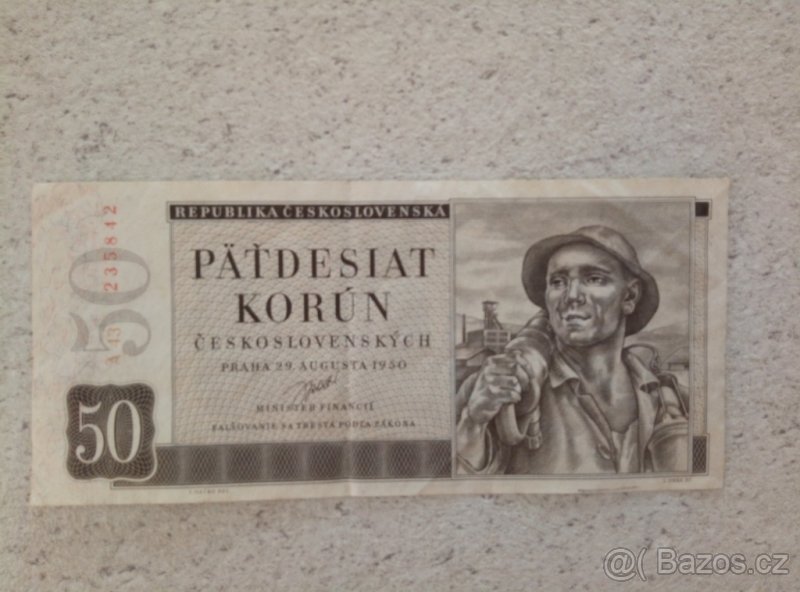 REPUBLIKA ČESKOSLOVENSKÁ
50
A 43 235842
PÄŤDESIAT
KORÚN
ČESKOSLOVENSKÝCH
PRAHA 29. AUGUSTA 1950
MINISTER FINANCIÍ
FALŠOVANIE SA TRESTÁ PODĽA ZÁKONA
50
@( Bazos.cz